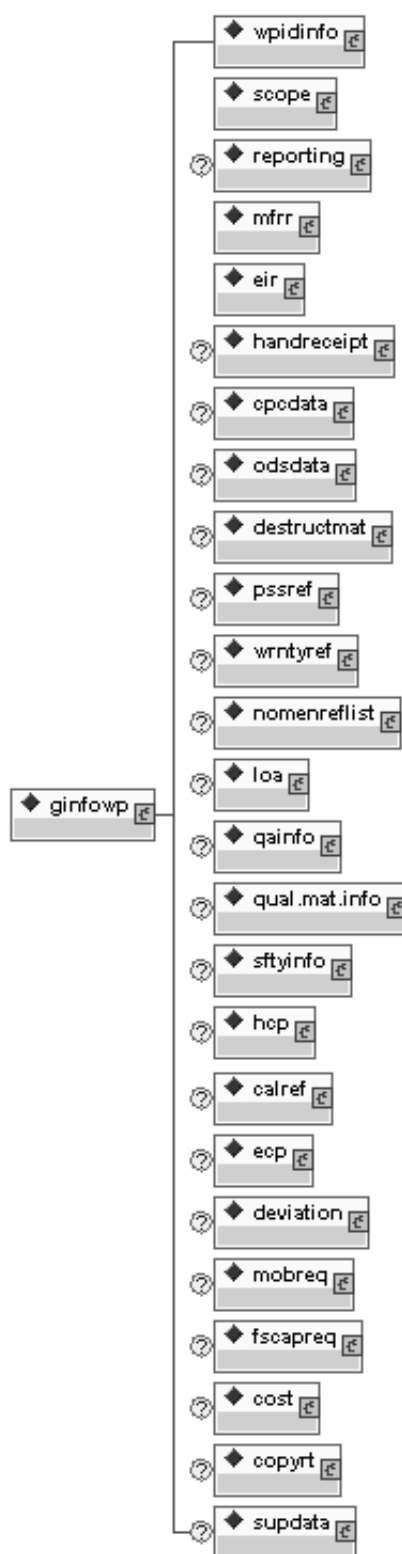 wpidinfo
scope
? reporting
mfrr
eir
? handreceipt
? cpcdata
? odsdata
? destructmat
? pssref
? wrntyref
? nomenreflist
ginfowp
? loa
? qainfo
? qual.mat.info
? sftyinfo
? hcp
? calref
? ecp
? deviation
? mobreq
? fscapreq
? cost
? copyrt
? supdata